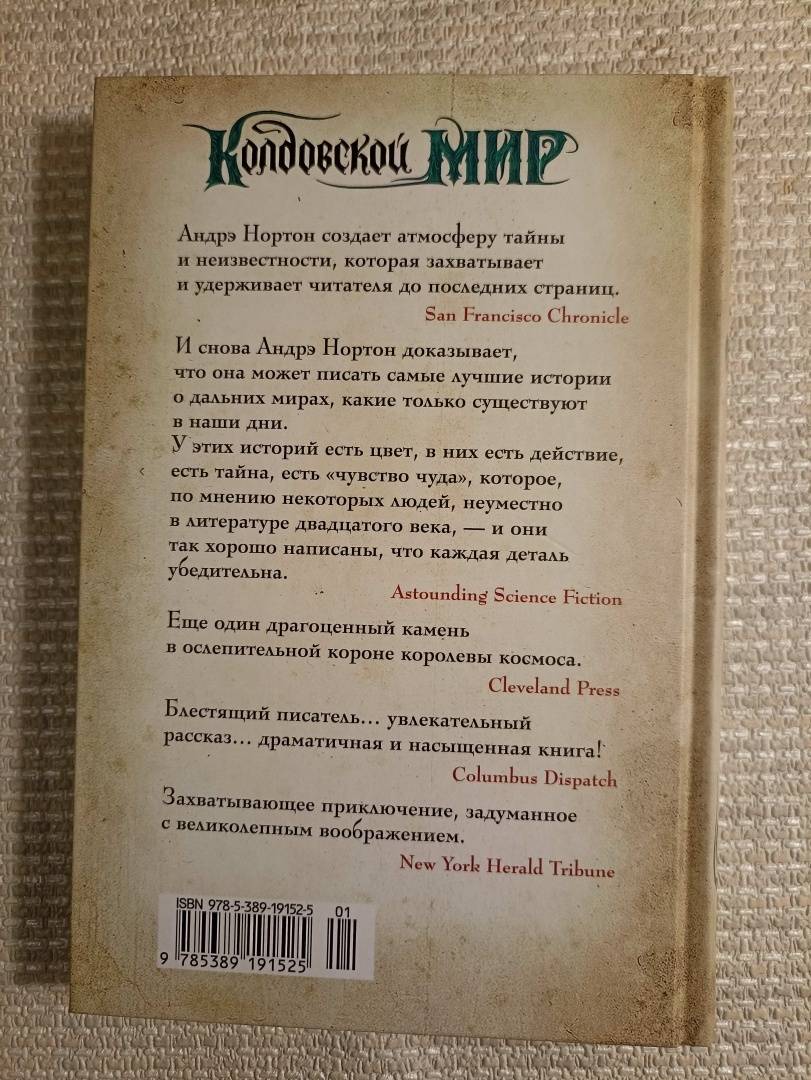 Колдовской МИР
Андрэ Нортон создает атмосферу тайны
и неизвестности, которая захватывает
и удерживает читателя до последних страниц.
San Francisco Chronicle
И снова Андрэ Нортон доказывает,
что она может писать самые лучшие истории
о дальних мирах, какие только существуют
в наши дни.
У этих историй есть цвет, в них есть действие,
есть тайна, есть «чувство чуда», которое,
по мнению некоторых людей, неуместно
в литературе двадцатого века, — и они
так хорошо написаны, что каждая деталь
убедительна.
Astounding Science Fiction
Еще один драгоценный камень
в ослепительной короне королевы космоса.
Cleveland Press
Блестящий писатель... увлекательный
рассказ... драматичная и насыщенная книга!
Columbus Dispatch
Захватывающее приключение, задуманное
с великолепным воображением.
New York Herald Tribune
ISBN 978-5-389-19152-5
01
9 785389 191525